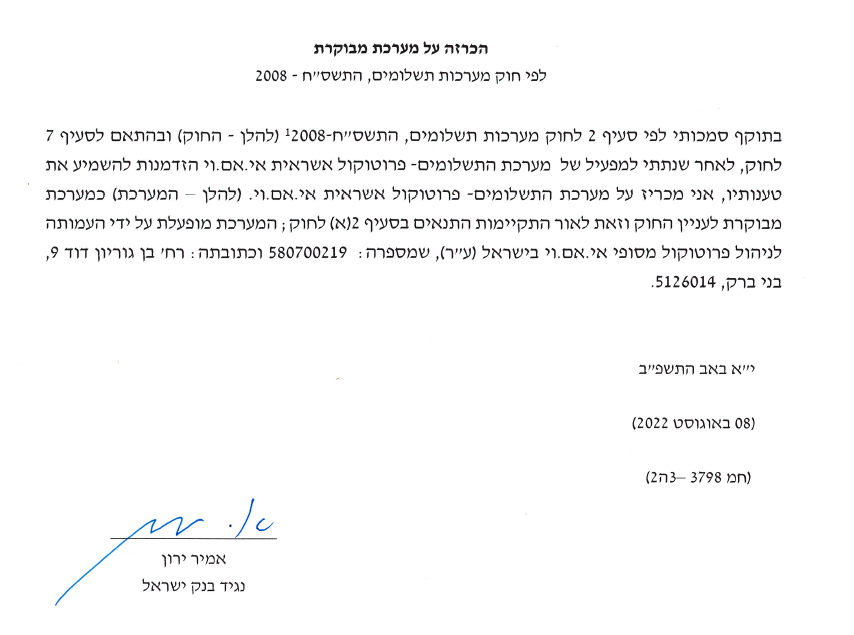 הכרזה על מערכת מבוקרת
לפי חוק מערכות תשלומים, התשס״ח - 2008
בתוקף סמכותי לפי סעיף 2 לחוק מערכות תשלומים, התשס״ח-2008¹ (להלן - החוק) ובהתאם לסעיף 7
לחוק, לאחר שנתתי למפעיל של מערכת התשלומים- פרוטוקול אשראית אי.אם.וי הזדמנות להשמיע את
טענותיו, אני מכריז על מערכת התשלומים- פרוטוקול אשראית אי.אם.וי. (להלן – המערכת) כמערכת
מבוקרת לעניין החוק וזאת לאור התקיימות התנאים בסעיף 2(א) לחוק; המערכת מופעלת על ידי העמותה
לניהול פרוטוקול מסופי אי.אם.וי בישראל (ע״ר), שמספרה: 580700219 וכתובתה: רח׳ בן גוריון דוד 9,
בני ברק, 5126014.
י״א באב התשפ״ב
(08 באוגוסט 2022)
(חמ 3798 –3ה2)
אמיר ירון
נגיד בנק ישראל